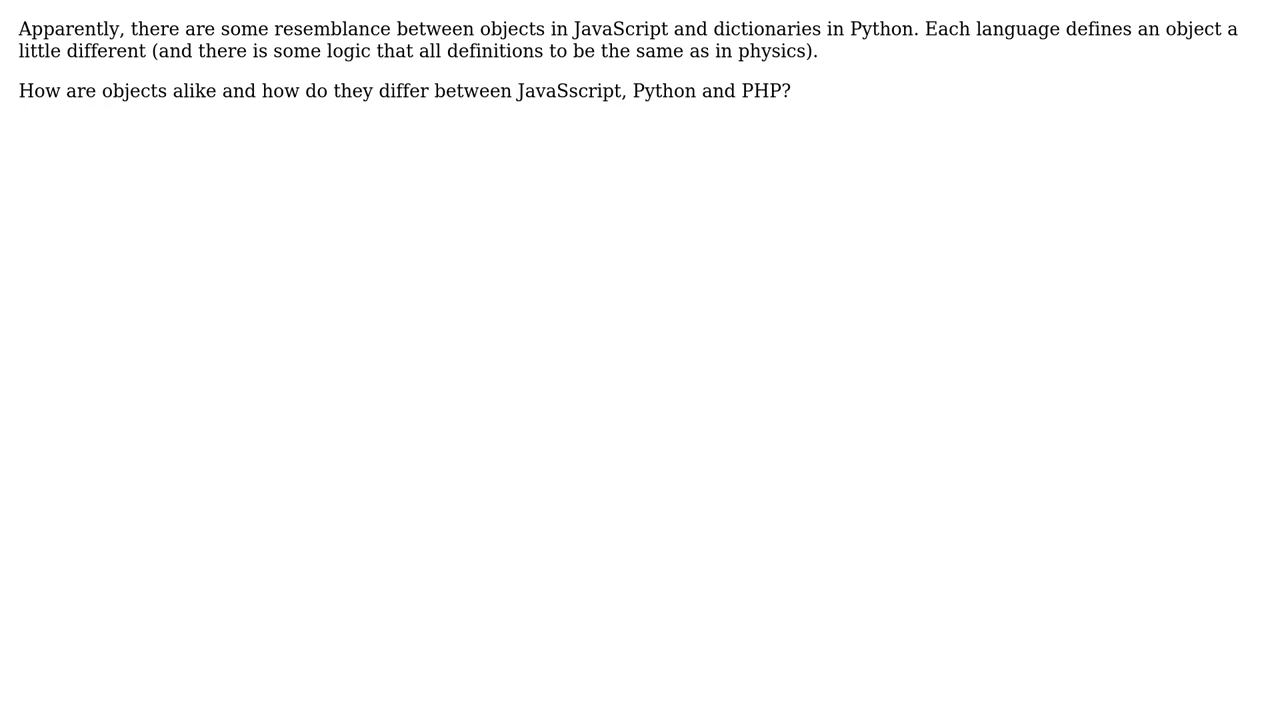 Apparently, there are some resemblance between objects in JavaScript and dictionaries in Python. Each language defines an object a
little different (and there is some logic that all definitions to be the same as in physics).
How are objects alike and how do they differ between JavaSscript, Python and PHP?